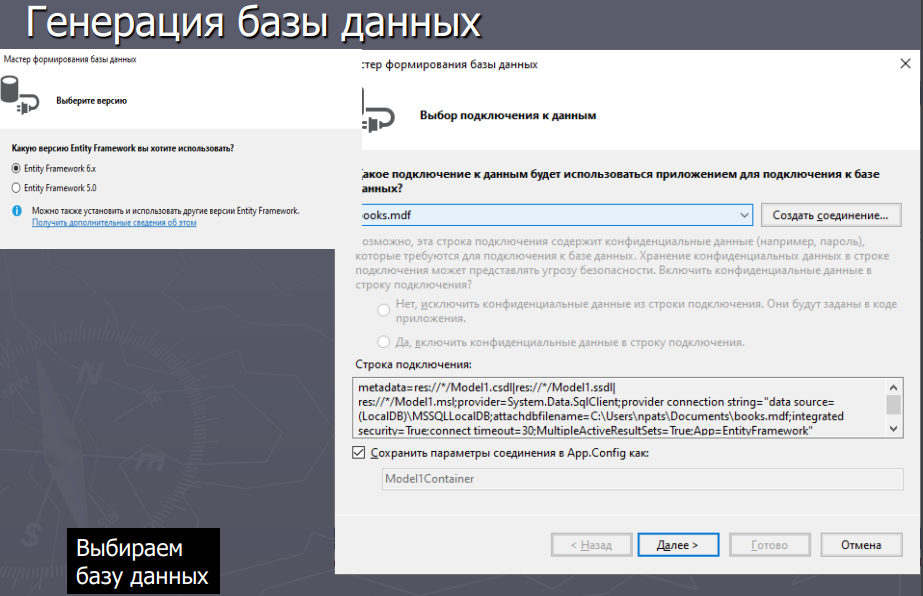 Генерация базы данных
Мастер формирования базы данных
Выберите версию
Какую версию Entity Framework вы хотите использовать?
Entity Framework 6.x
Entity Framework 5.0
Можно также установить и использовать другие версии Entity Framework.
Получить дополнительные сведения об этом
стер формирования базы данных
Выбор подключения к данным
акое подключение к данным будет использоваться приложением для подключения к базе
анных?
ooks.mdf
Создать соединение...
озможно, эта строка подключения содержит конфиденциальные данные (например, пароль),
которые требуются для подключения к базе данных. Хранение конфиденциальных данных в строке
подключения может представлять угрозу безопасности. Включить конфиденциальные данные в
строку подключения?
Нет, исключить конфиденциальные данные из строки подключения. Они будут заданы в коде
приложения.
Да, включить конфиденциальные данные в строку подключения.
Строка подключения:
metadata=res://*/Model1.csdl|res://*/Model1.ssdl|
res://*/Model1.msl;provider=System.Data.SqlClient;provider connection string="data source=
(LocalDB)\MSSQLLocalDB;attachdbfilename=C:\Users\npats\Documents\books.mdf;integrated
security=True;connect timeout=30;MultipleActiveResultSets=True;App=EntityFramework"
Сохранить параметры соединения в App.Config как:
Model1Container
< Назад
Далее >
Готово
Отмена
Выбираем
базу данных